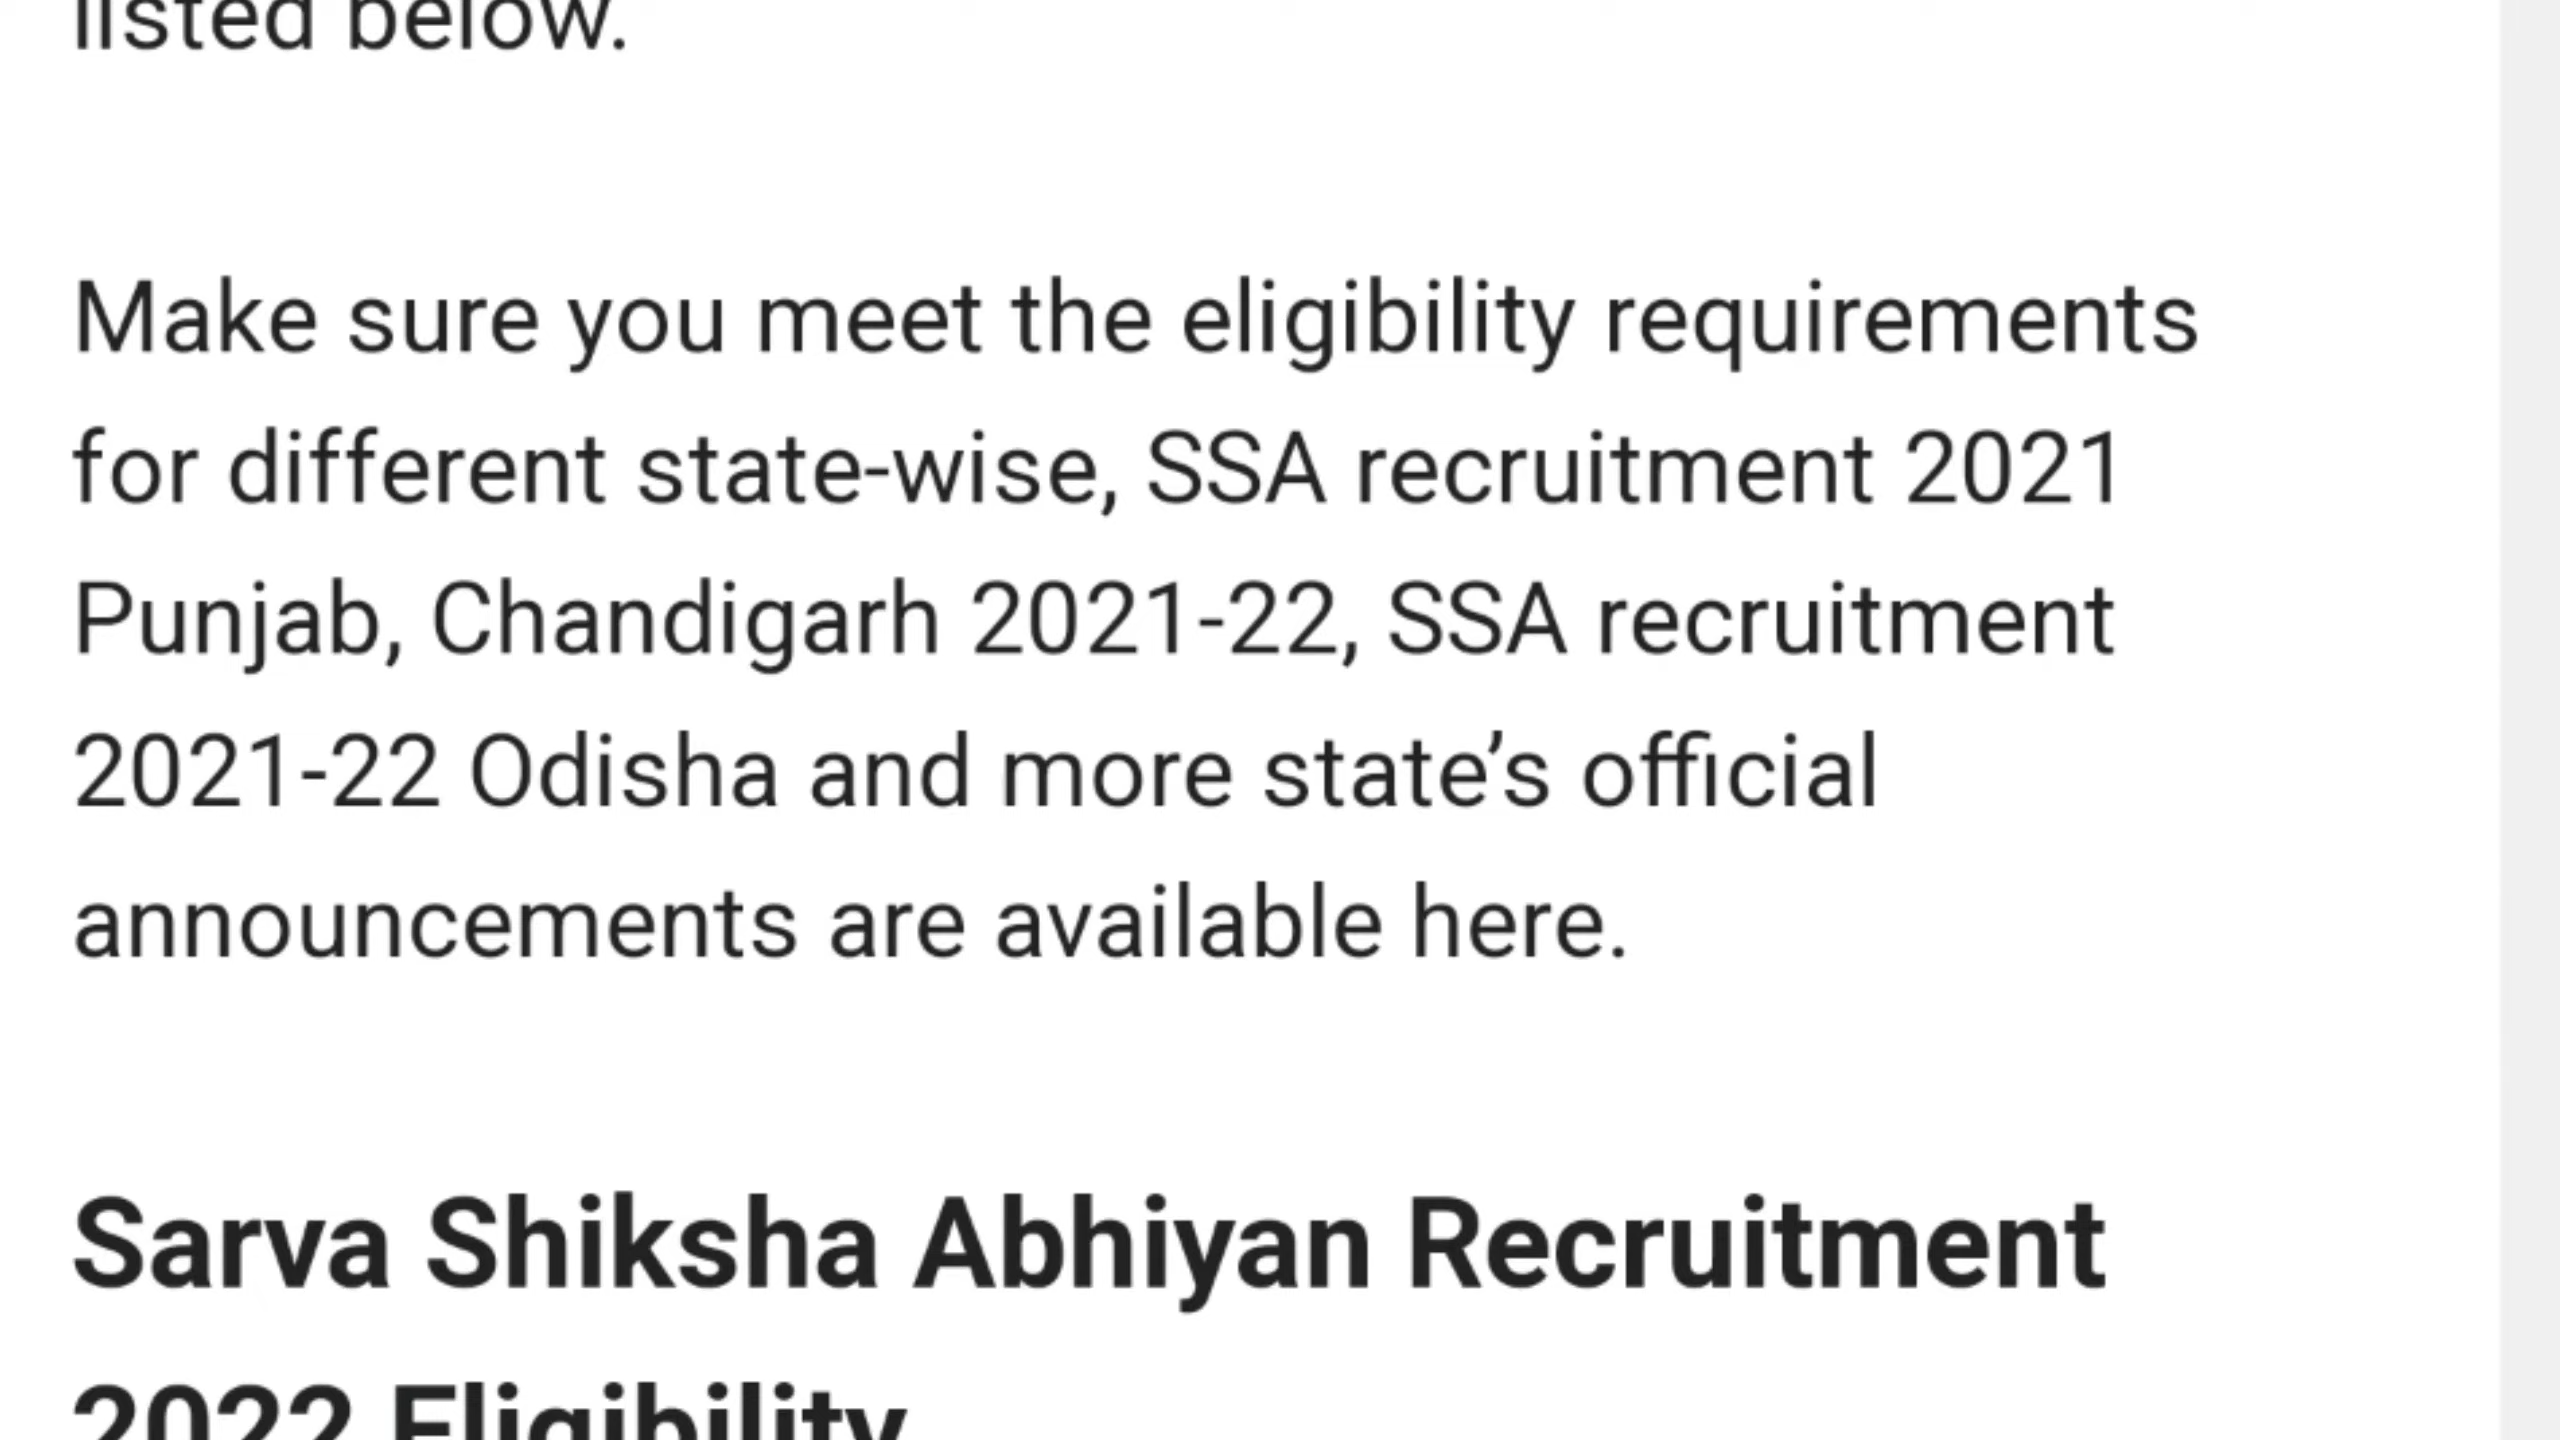 listed below.
Make sure you meet the eligibility requirements
for different state-wise, SSA recruitment 2021
Punjab, Chandigarh 2021-22, SSA recruitment
2021-22 Odisha and more state’s official
announcements are available here.
Sarva Shiksha Abhiyan Recruitment
2022 Eligibility